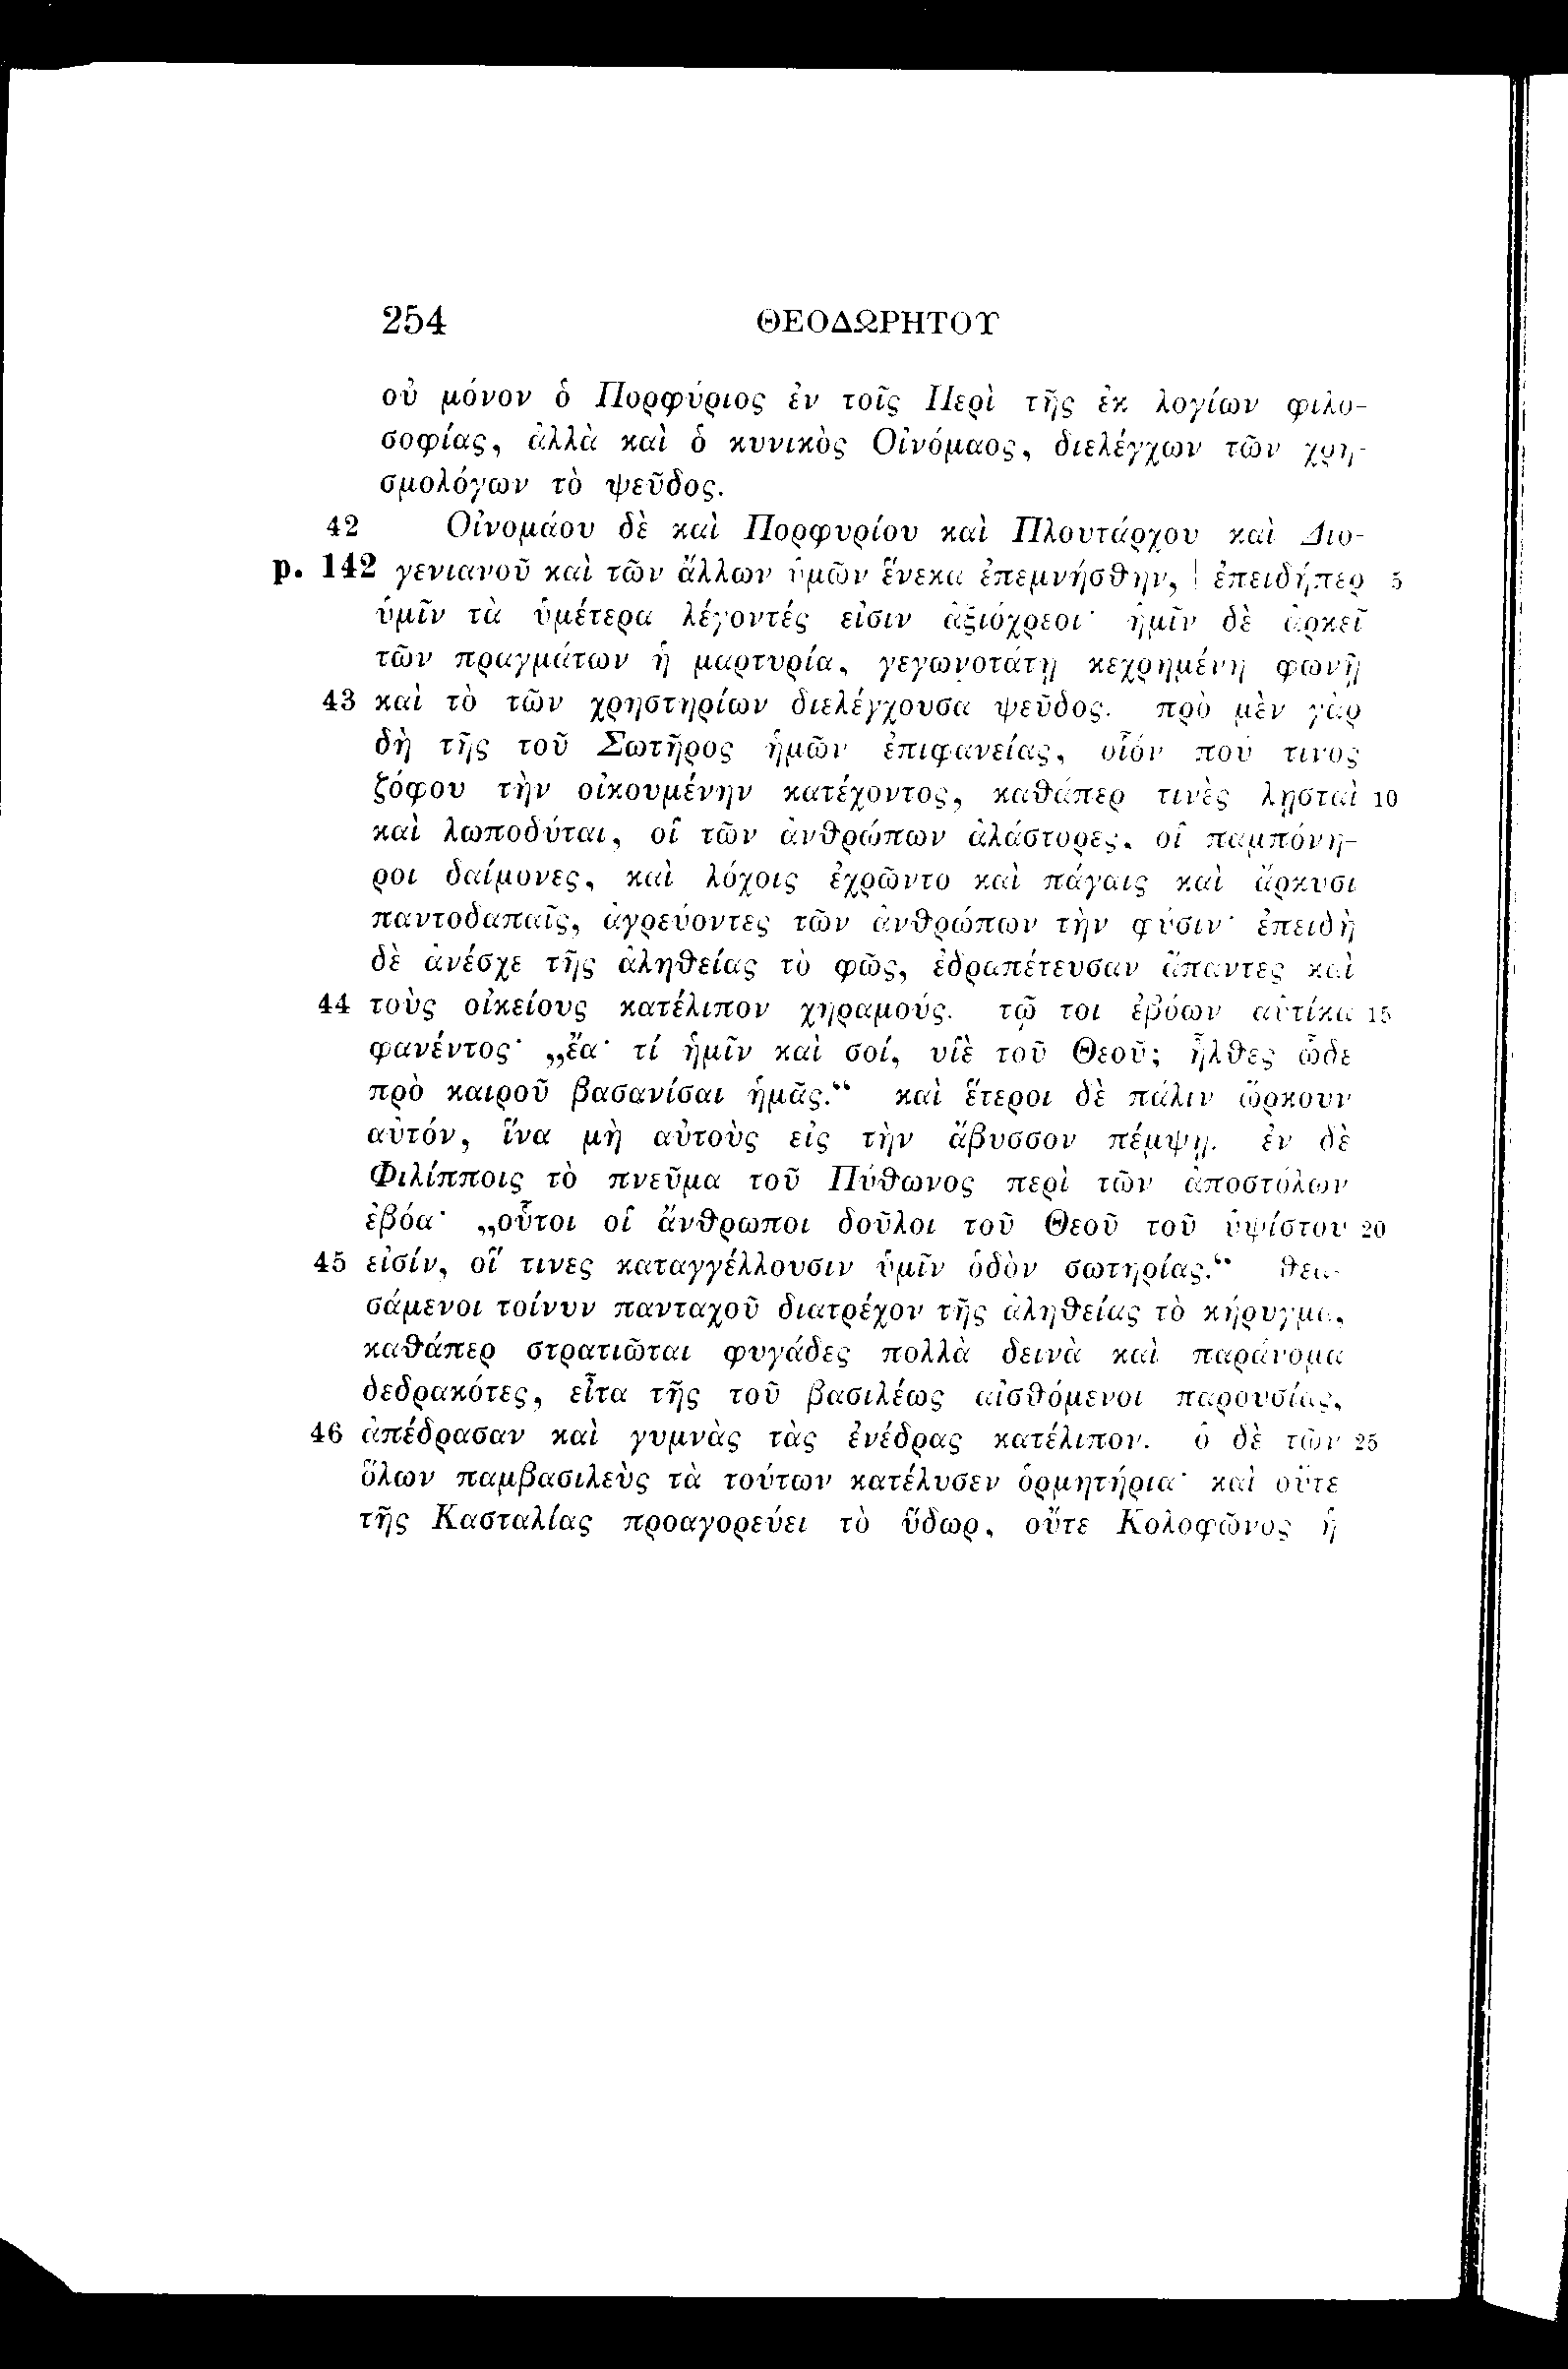 254 ΘΕΟΔΩΡΗΤΟΥ
οὐ μόνον ὁ Πορφύριος ἐν τοῖς Περὶ τῆς ἐκ λογίων φιλο-
σοφίας, ἀλλὰ καὶ ὁ κυνικὸς Οἰνόμαος, διελέγχων τῶν χρη-
σμολόγων τὸ ψεῦδος.
42 Οἰνομάου δὲ καὶ Πορφυρίου καὶ Πλουτάρχου καὶ Διο-
p. 142 γενιανοῦ καὶ τῶν ἄλλων ὑμῶν ἕνεκα ἐπεμνήσθην, | ἐπειδήπερ 5
ὑμῖν τὰ ὑμέτερα λέγοντές εἰσιν ἀξιόχρεοι· ἡμῖν δὲ ἀρκεῖ
τῶν πραγμάτων ἡ μαρτυρία, γεγωνοτάτῃ κεχρημένη φωνῇ
43 καὶ τὸ τῶν χρηστηρίων διελέγχουσα ψεῦδος. πρὸ μὲν γὰρ
δὴ τῆς τοῦ Σωτῆρος ἡμῶν ἐπιφανείας, οἷόν πού τινος
ζόφου τὴν οἰκουμένην κατέχοντος, καθάπερ τινὲς λῃσταὶ 10
καὶ λωποδύται, οἱ τῶν ἀνθρώπων ἀλάστορες, οἱ παμπόνη-
ροι δαίμονες, καὶ λόχοις ἐχρῶντο καὶ πάγαις καὶ ἄρκυσι
παντοδαπαῖς, ἀγρεύοντες τῶν ἀνθρώπων τὴν φύσιν· ἐπειδὴ
δὲ ἀνέσχε τῆς ἀληθείας τὸ φῶς, ἐδραπέτευσαν ἅπαντες καὶ
44 τοὺς οἰκείους κατέλιπον χηραμούς. τῷ τοι ἐβόων αὐτίκα 15
φανέντος· „ἔα· τί ἡμῖν καὶ σοί, υἱὲ τοῦ Θεοῦ; ἦλθες ὧδε
πρὸ καιροῦ βασανίσαι ἡμᾶς.“ καὶ ἕτεροι δὲ πάλιν ὥρκουν
αὐτόν, ἵνα μὴ αὐτοὺς εἰς τὴν ἄβυσσον πέμψῃ. ἐν δὲ
Φιλίπποις τὸ πνεῦμα τοῦ Πύθωνος περὶ τῶν ἀποστόλων
ἐβόα· „οὗτοι οἱ ἄνθρωποι δοῦλοι τοῦ Θεοῦ τοῦ ὑψίστου 20
45 εἰσίν, οἵ τινες καταγγέλλουσιν ὑμῖν ὁδὸν σωτηρίας.“ θεα-
σάμενοι τοίνυν πανταχοῦ διατρέχον τῆς ἀληθείας τὸ κήρυγμα,
καθάπερ στρατιῶται φυγάδες πολλὰ δεινὰ καὶ παράνομα
δεδρακότες, εἶτα τῆς τοῦ βασιλέως αἰσθόμενοι παρουσίας,
46 ἀπέδρασαν καὶ γυμνὰς τὰς ἐνέδρας κατέλιπον. ὁ δὲ τῶν 25
ὅλων παμβασιλεὺς τὰ τούτων κατέλυσεν ὁρμητήρια· καὶ οὔτε
τῆς Κασταλίας προαγορεύει τὸ ὕδωρ, οὔτε Κολοφῶνος ἡ